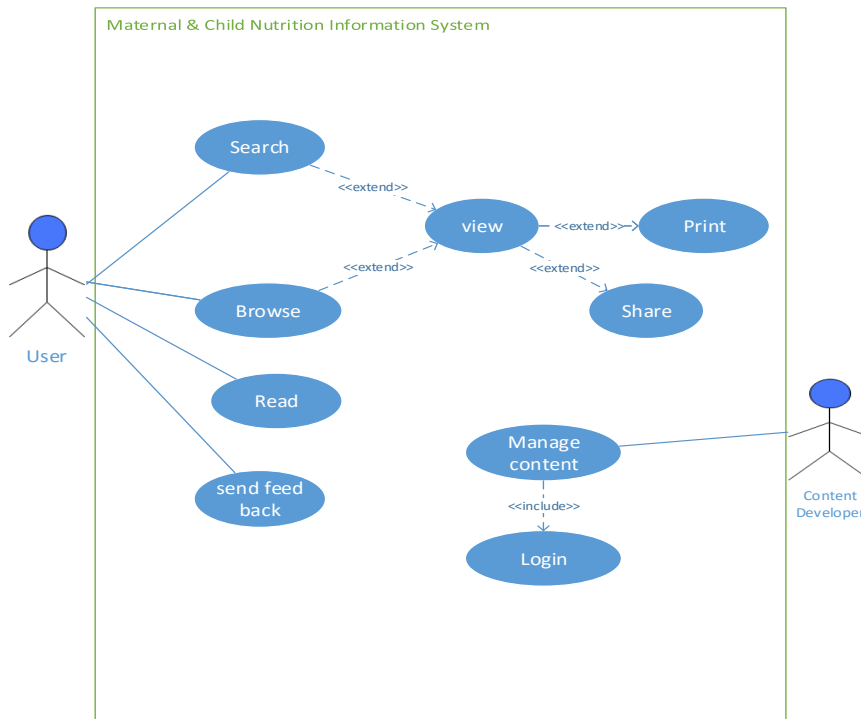 Maternal & Child Nutrition Information System
Search
<<extend>>
view
<<extend>>
Print
<<extend>>
<<extend>>
Browse
Share
User
Read
Manage
content
send feed
back
<<include>>
Content
Developer
Login